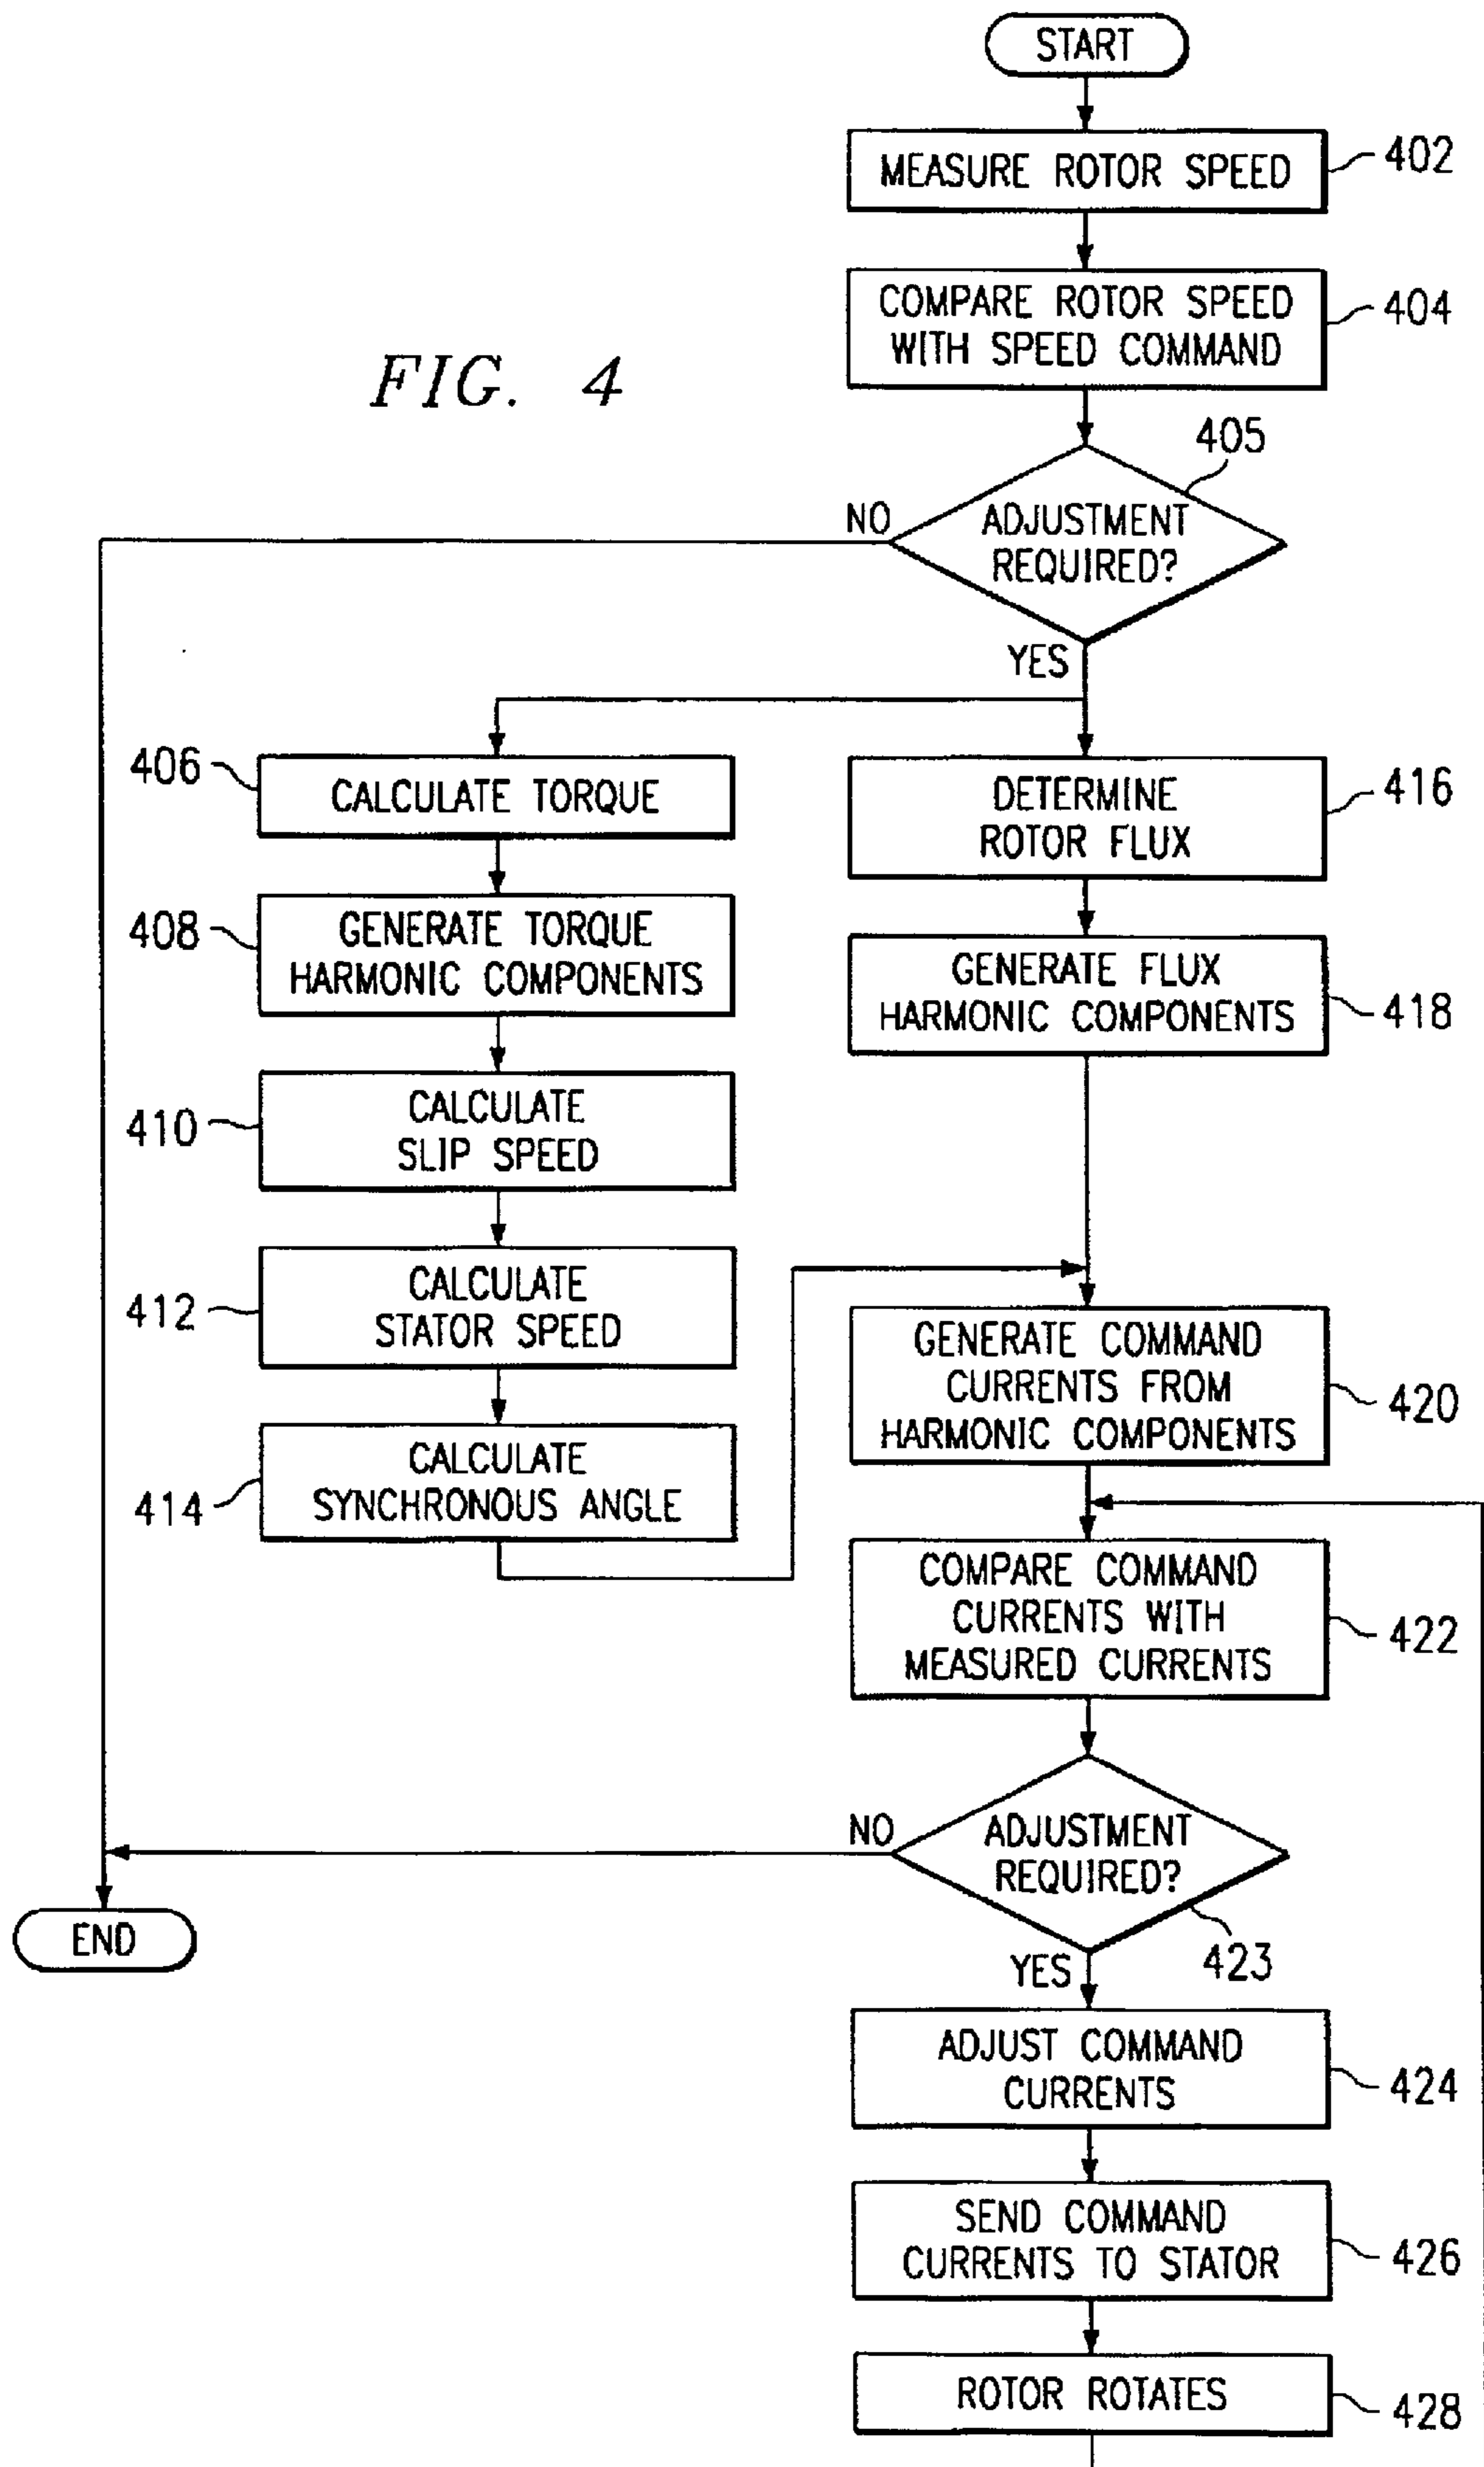 START
MEASURE ROTOR SPEED
402
COMPARE ROTOR SPEED
WITH SPEED COMMAND
404
FIG. 4
405
NO
ADJUSTMENT
REQUIRED?
YES
406
CALCULATE TORQUE
DETERMINE
ROTOR FLUX
416
408
GENERATE TORQUE
HARMONIC COMPONENTS
GENERATE FLUX
HARMONIC COMPONENTS
418
410
CALCULATE
SLIP SPEED
412
CALCULATE
STATOR SPEED
414
CALCULATE
SYNCHRONOUS ANGLE
GENERATE COMMAND
CURRENTS FROM
HARMONIC COMPONENTS
420
COMPARE COMMAND
CURRENTS WITH
MEASURED CURRENTS
422
NO
ADJUSTMENT
REQUIRED?
423
END
YES
ADJUST COMMAND
CURRENTS
424
SEND COMMAND
CURRENTS TO STATOR
426
ROTOR ROTATES
428